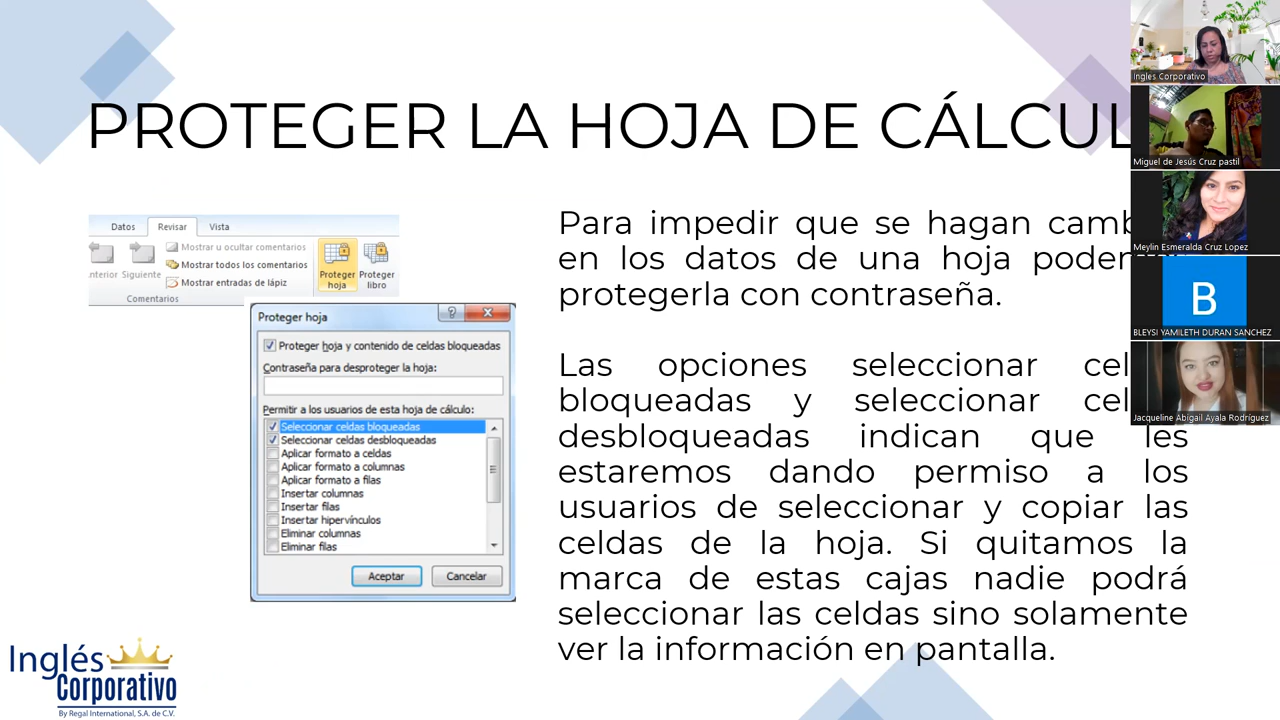 PROTEGER LA HOJA DE CÁLCUL
Datos Revisar Vista
Mostrar u ocultar comentarios
Mostrar todos los comentarios
Mostrar entradas de lápiz
nterior Siguiente
Comentarios
Proteger hoja
Proteger libro
Proteger hoja
Proteger hoja y contenido de celdas bloqueadas
Contraseña para desproteger la hoja:
Permitir a los usuarios de esta hoja de cálculo:
Seleccionar celdas bloqueadas
Seleccionar celdas desbloqueadas
Aplicar formato a celdas
Aplicar formato a columnas
Aplicar formato a filas
Insertar columnas
Insertar filas
Insertar hipervínculos
Eliminar columnas
Eliminar filas
Aceptar Cancelar
Para impedir que se hagan camb
en los datos de una hoja pode
protegerla con contraseña.
Las opciones seleccionar cel
bloqueadas y seleccionar cel
desbloqueadas indican que les
estaremos dando permiso a los
usuarios de seleccionar y copiar las
celdas de la hoja. Si quitamos la
marca de estas cajas nadie podrá
seleccionar las celdas sino solamente
ver la información en pantalla.
Inglés
Corporativo
By Regal International, S.A. de C.V.
Ingles Corporativo
Miguel de Jesús Cruz pastil
Meylin Esmeralda Cruz Lopez
B
BLEYSI YAMILETH DURAN SANCHEZ
Jacqueline Abigail Ayala Rodríguez